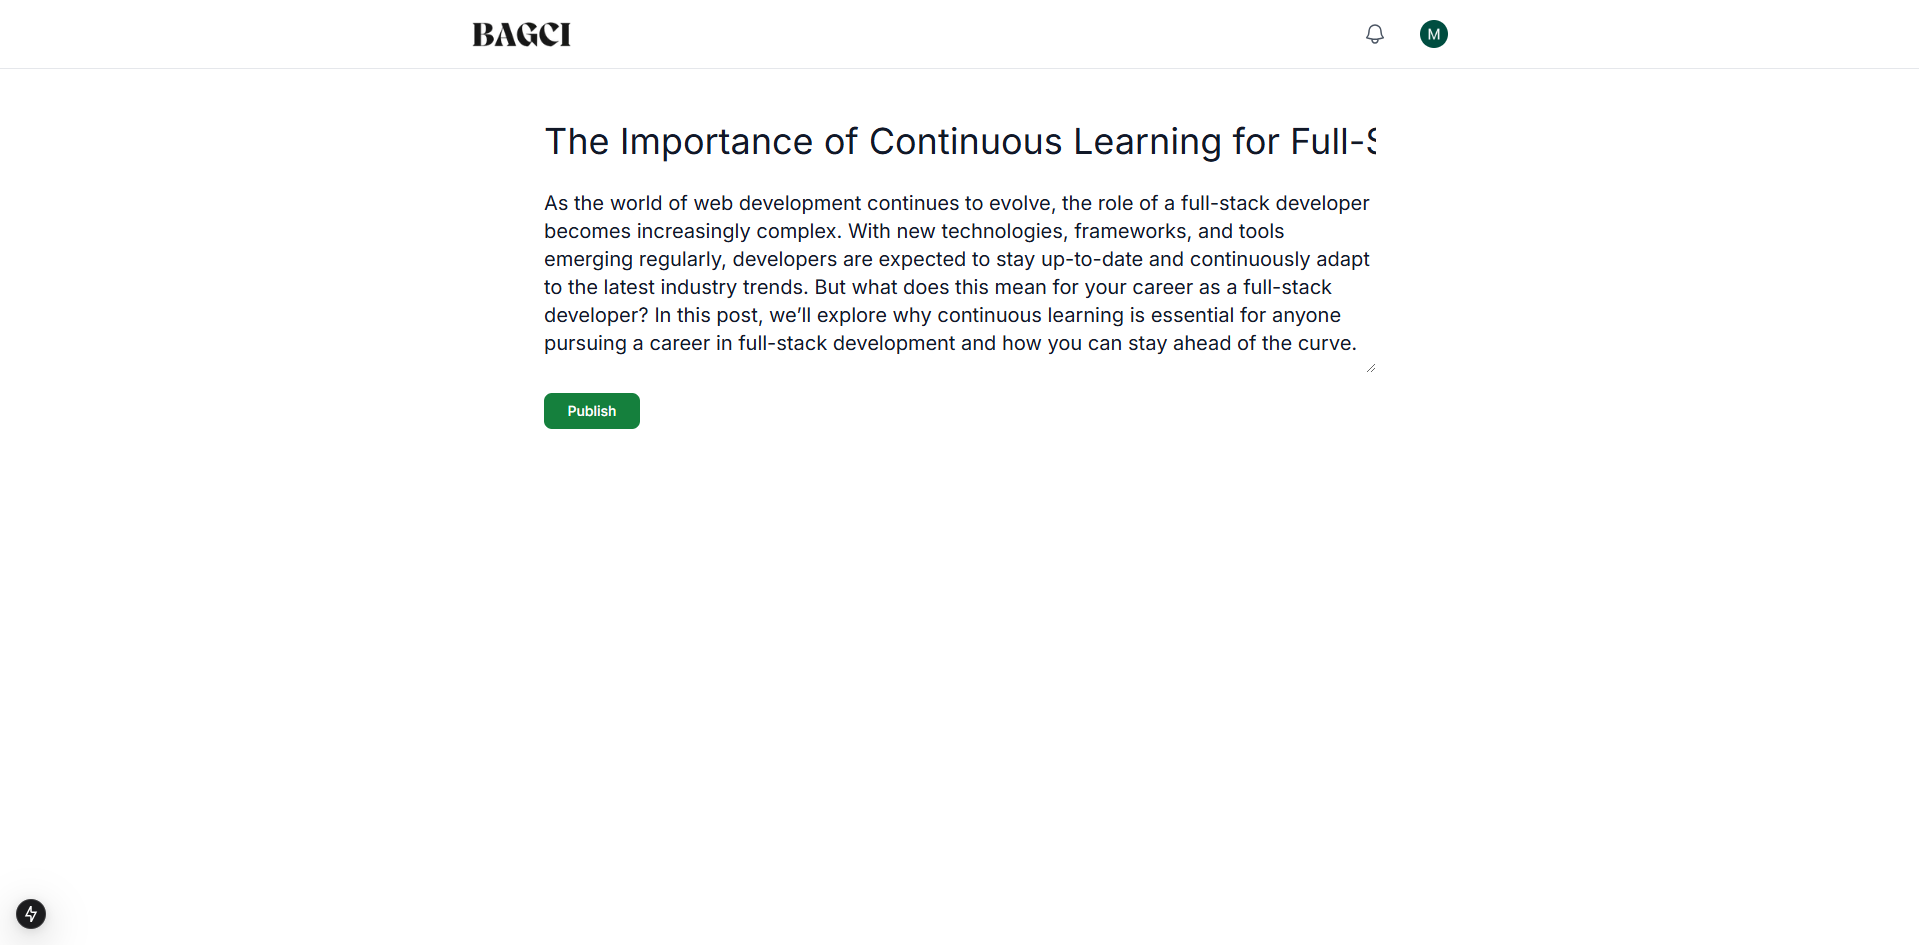 BAGCI
M
The Importance of Continuous Learning for Full-S
As the world of web development continues to evolve, the role of a full-stack developer
becomes increasingly complex. With new technologies, frameworks, and tools
emerging regularly, developers are expected to stay up-to-date and continuously adapt
to the latest industry trends. But what does this mean for your career as a full-stack
developer? In this post, we’ll explore why continuous learning is essential for anyone
pursuing a career in full-stack development and how you can stay ahead of the curve.
Publish